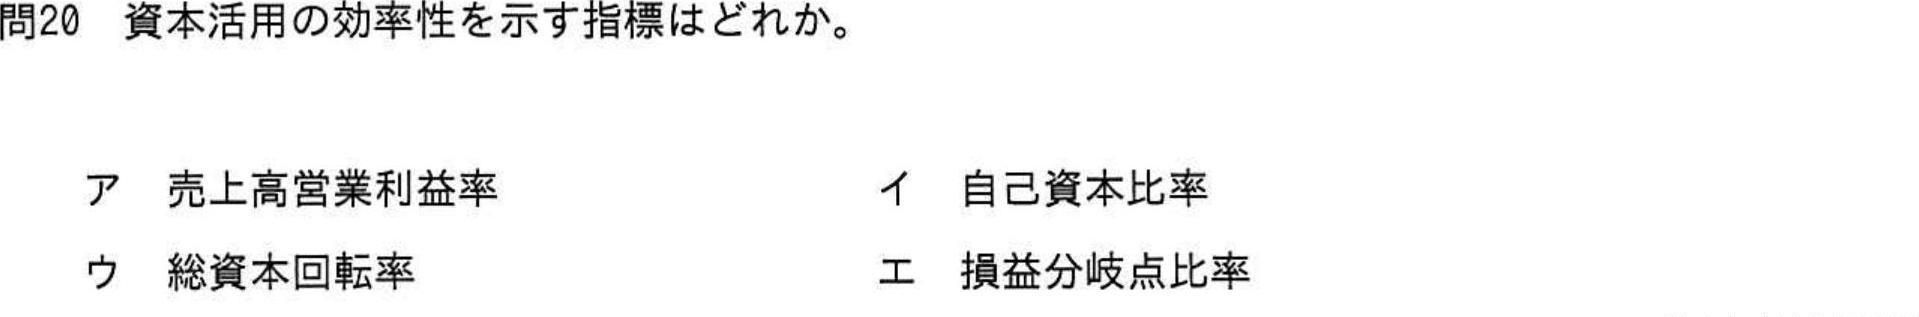 問20　資本活用の効率性を示す指標はどれか。
ア　売上高営業利益率　イ　自己資本比率
ウ　総資本回転率　エ　損益分岐点比率